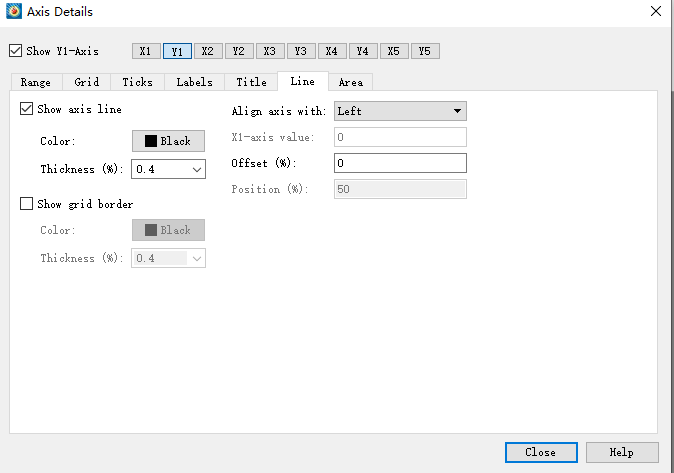 Axis Details
Show Y1-Axis X1 Y1 X2 Y2 X3 Y3 X4 Y4 X5 Y5
Range Grid Ticks Labels Title Line Area
Show axis line
Color: Black
Thickness (%): 0.4
Show grid border
Color: Black
Thickness (%): 0.4
Align axis with: Left
X1-axis value: 0
Offset (%): 0
Position (%): 50
Close Help